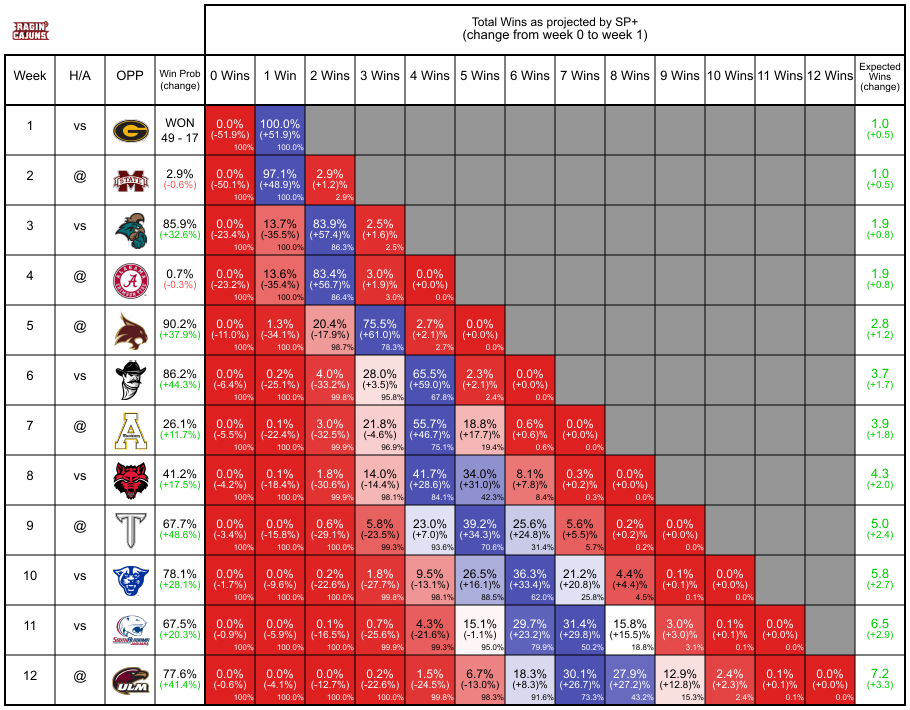 RAGIN'
CAJUNS
Total Wins as projected by SP+
(change from week 0 to week 1)
Week H/A OPP Win Prob (change) 0 Wins 1 Win 2 Wins 3 Wins 4 Wins 5 Wins 6 Wins 7 Wins 8 Wins 9 Wins 10 Wins 11 Wins 12 Wins Expected Wins (change)
1 vs G WON 0.0% 100.0% 1.0
49 - 17 (-51.9%) (+51.9)% (+0.5)
100% 100.0%
2 @ STATE 2.9% 0.0% 97.1% 2.9% 1.0
(-0.6%) (-50.1%) (+48.9)% (+1.2)% (+0.5)
100% 100.0% 2.9%
3 vs 85.9% 0.0% 13.7% 83.9% 2.5% 1.9
(+32.6%) (-23.4%) (-35.5%) (+57.4)% (+1.6)% (+0.8)
100% 100.0% 86.3% 2.5%
4 @ A 0.7% 0.0% 13.6% 83.4% 3.0% 0.0% 1.9
(-0.3%) (-23.2%) (-35.4%) (+56.7)% (+1.9)% (+0.0)% (+0.8)
100% 100.0% 86.4% 3.0% 0.0%
5 @ 90.2% 0.0% 1.3% 20.4% 75.5% 2.7% 0.0% 2.8
(+37.9%) (-11.0%) (-34.1%) (-17.9%) (+61.0)% (+2.1)% (+0.0)% (+1.2)
100% 100.0% 98.7% 78.3% 2.7% 0.0%
6 vs 86.2% 0.0% 0.2% 4.0% 28.0% 65.5% 2.3% 0.0% 3.7
(+44.3%) (-6.4%) (-25.1%) (-33.2%) (+3.5)% (+59.0)% (+2.1)% (+0.0)% (+1.7)
100% 100.0% 99.8% 95.8% 67.8% 2.4% 0.0%
7 @ A 26.1% 0.0% 0.1% 3.0% 21.8% 55.7% 18.8% 0.6% 0.0% 3.9
(+11.7%) (-5.5%) (-22.4%) (-32.5%) (-4.6%) (+46.7)% (+17.7)% (+0.6)% (+0.0)% (+1.8)
100% 100.0% 99.9% 96.9% 75.1% 19.4% 0.6% 0.0%
8 vs 41.2% 0.0% 0.1% 1.8% 14.0% 41.7% 34.0% 8.1% 0.3% 0.0% 4.3
(+17.5%) (-4.2%) (-18.4%) (-30.6%) (-14.4%) (+28.6)% (+31.0)% (+7.8)% (+0.2)% (+0.0)% (+2.0)
100% 100.0% 99.9% 98.1% 84.1% 42.3% 8.4% 0.3% 0.0%
9 @ T 67.7% 0.0% 0.0% 0.6% 5.8% 23.0% 39.2% 25.6% 5.6% 0.2% 0.0% 5.0
(+48.6%) (-3.4%) (-15.8%) (-29.1%) (-23.5%) (+7.0)% (+34.3)% (+24.8)% (+5.5)% (+0.2)% (+0.0)% (+2.4)
100% 100.0% 100.0% 99.3% 93.6% 70.6% 31.4% 5.7% 0.2% 0.0%
10 vs 78.1% 0.0% 0.0% 0.2% 1.8% 9.5% 26.5% 36.3% 21.2% 4.4% 0.1% 0.0% 5.8
(+28.1%) (-1.7%) (-9.6%) (-22.6%) (-27.7%) (-13.1%) (+16.1)% (+33.4)% (+20.8)% (+4.4)% (+0.1)% (+0.0)% (+2.7)
100% 100.0% 100.0% 99.8% 98.1% 88.5% 62.0% 25.8% 4.5% 0.1% 0.0%
11 vs SOUTH ALABAMA 67.5% 0.0% 0.0% 0.1% 0.7% 4.3% 15.1% 29.7% 31.4% 15.8% 3.0% 0.1% 0.0% 6.5
(+20.3%) (-0.9%) (-5.9%) (-16.5%) (-25.6%) (-21.6%) (-1.1%) (+23.2)% (+29.8)% (+15.5)% (+3.0)% (+0.1)% (+0.0)% (+2.9)
100% 100.0% 100.0% 99.9% 99.3% 95.0% 79.9% 50.2% 18.8% 3.1% 0.1% 0.0%
12 @ ULM 77.6% 0.0% 0.0% 0.0% 0.2% 1.5% 6.7% 18.3% 30.1% 27.9% 12.9% 2.4% 0.1% 0.0% 7.2
(+41.4%) (-0.6%) (-4.1%) (-12.7%) (-22.6%) (-24.5%) (-13.0%) (+8.3)% (+26.7)% (+27.2)% (+12.8)% (+2.3)% (+0.1)% (+0.0)% (+3.3)
100% 100.0% 100.0% 100.0% 99.8% 98.3% 91.6% 73.3% 43.2% 15.3% 2.4% 0.1% 0.0%